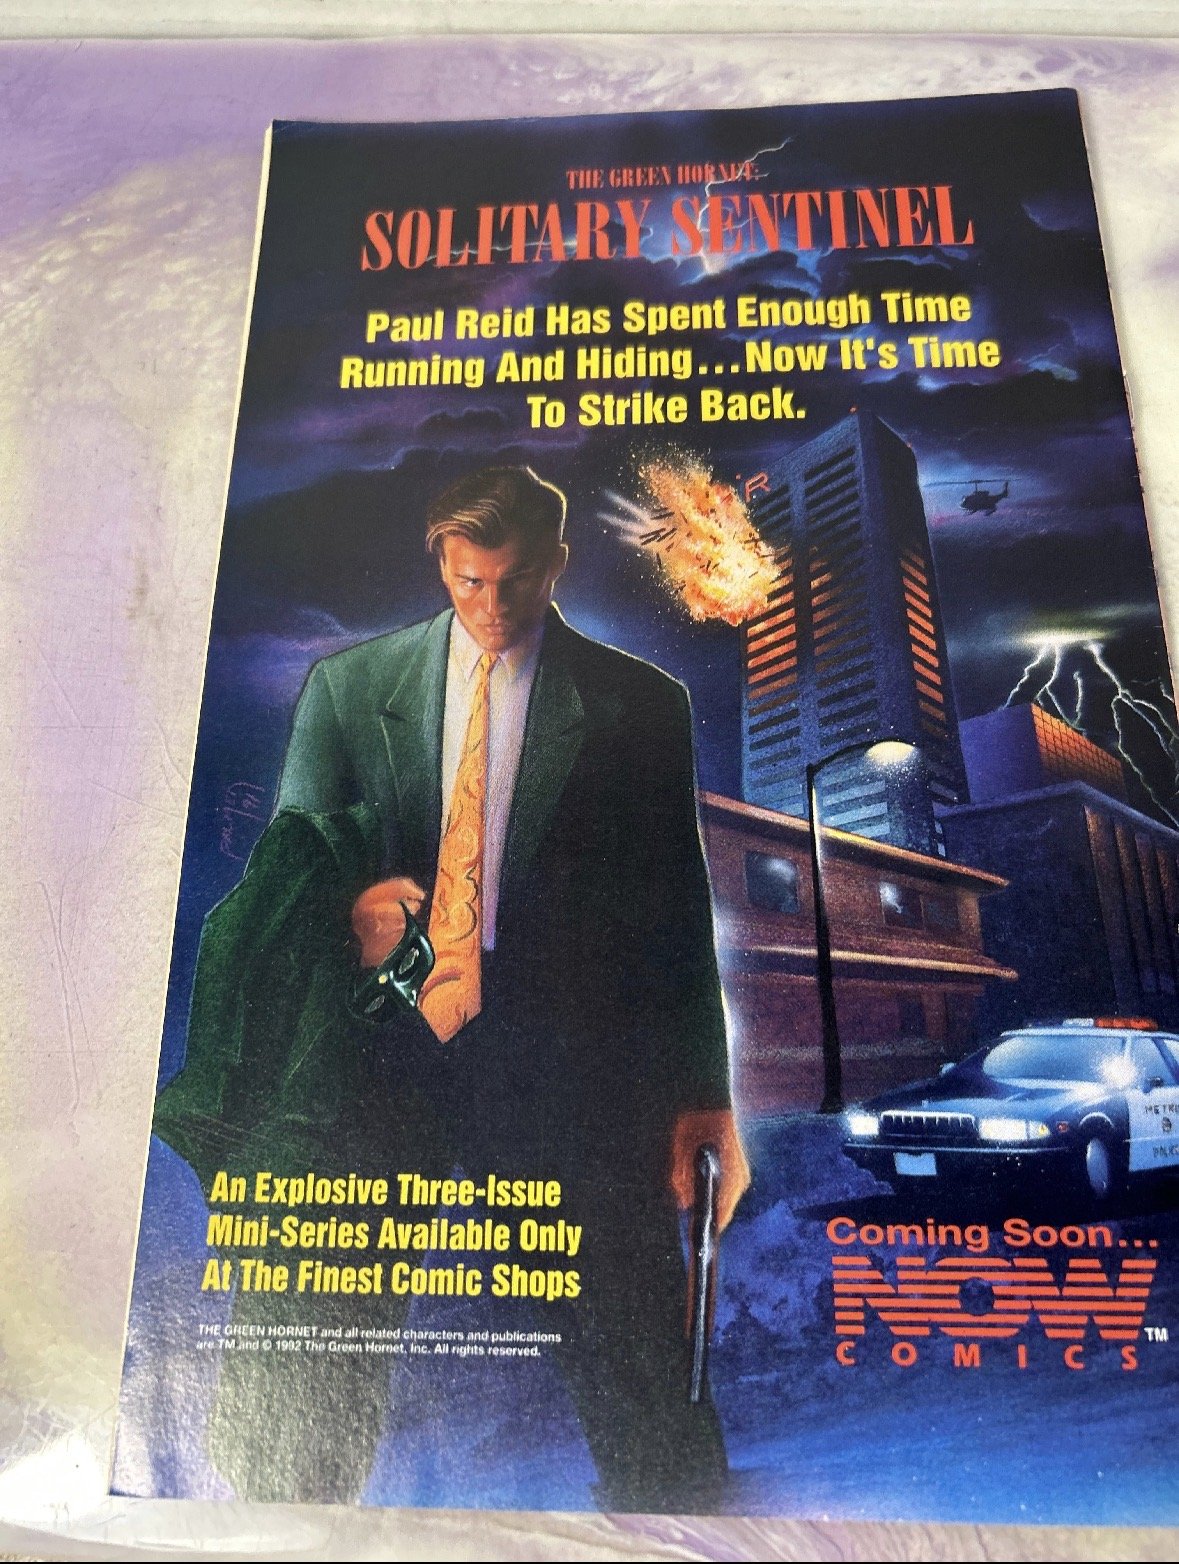 THE GREEN HORNET:
SOLITARY SENTINEL
Paul Reid Has Spent Enough Time
Running And Hiding...Now It's Time
To Strike Back.
R
An Explosive Three-Issue
Mini-Series Available Only
At The Finest Comic Shops
THE GREEN HORNET and all related characters and publications
are TM and © 1992 The Green Hornet, Inc. All rights reserved.
Coming Soon...
NOW
TM
COMICS